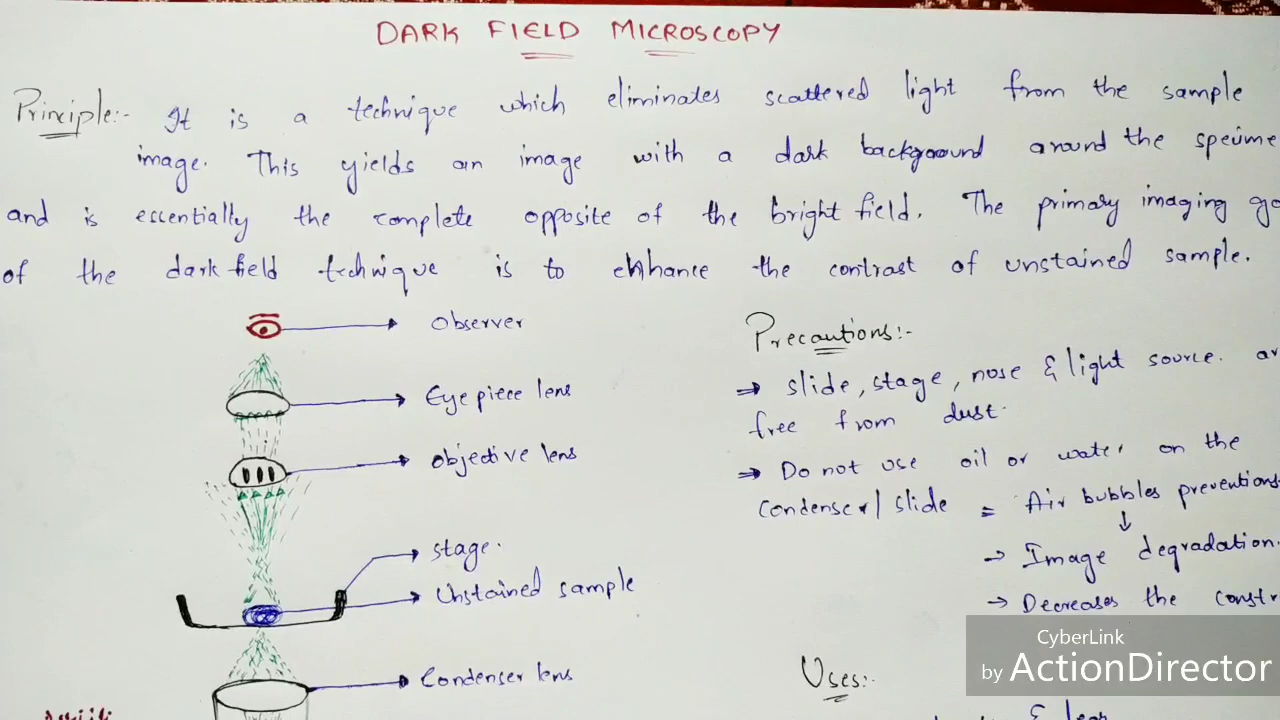 DARK FIELD MICROSCOPY
Principle:- It is a technique which eliminates scattered light from the sample
image. This yields an image with a dark background around the specime
and is essentially the complete opposite of the bright field. The primary imaging go
of the dark field technique is to enhance the contrast of unstained sample.
Observer
Eye piece lens
objective lens
stage.
Unstained sample
Condenser lens
Precautions:-
⇒ slide, stage, nose & light source. ar
free from dust.
⇒ Do not use oil or water on the
Condenser/ slide = Air bubbles preventions
↓
→ Image degradation.
→ Decreases the constr
Uses:-
CyberLink
by ActionDirector